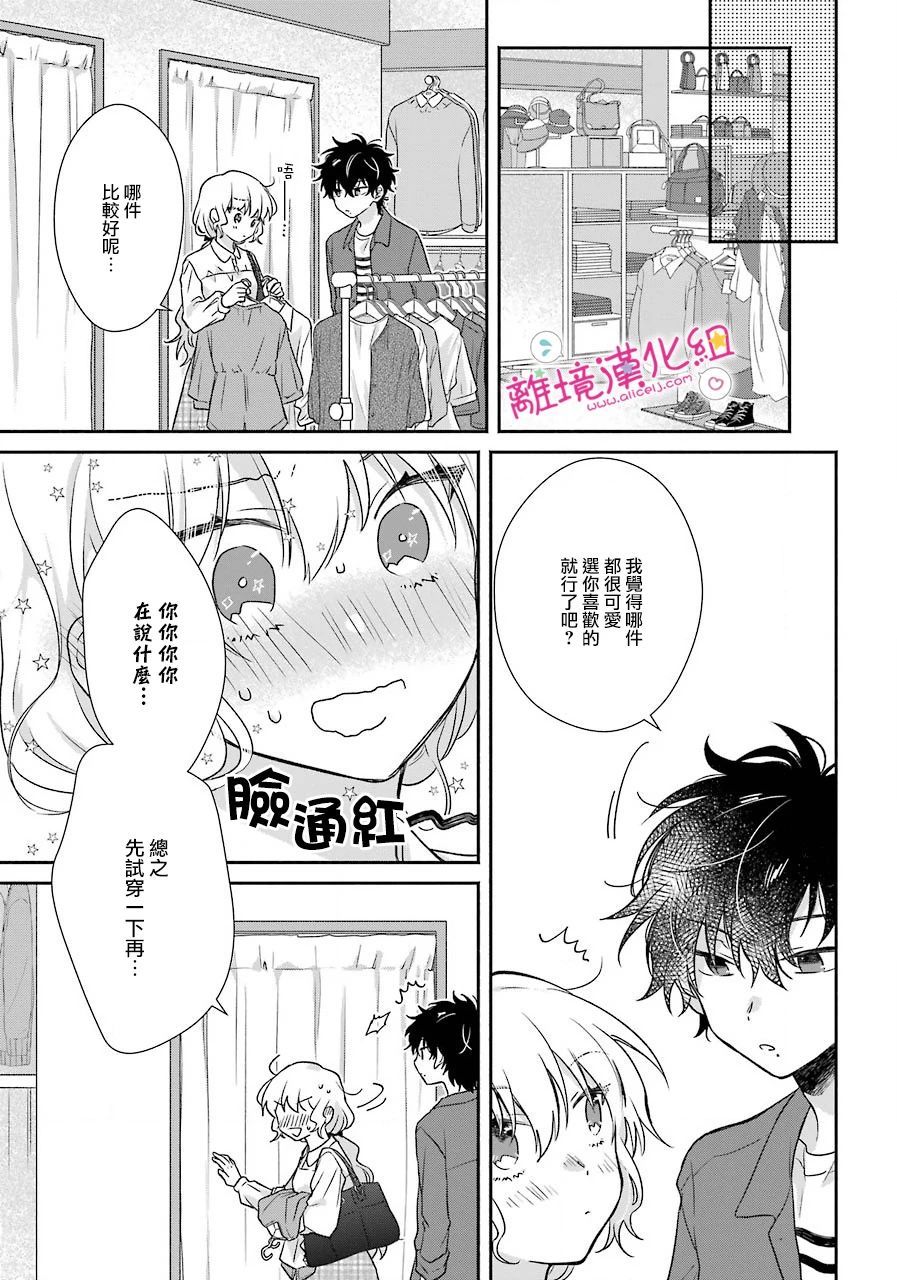 離境漢化組
www.alicelj.com
唔…
哪件
比較好呢…
我覺得哪件
都很可愛
選你喜歡的
就行了吧？
你你你你
在說什麼…
臉通紅
總之
先試穿一下再…